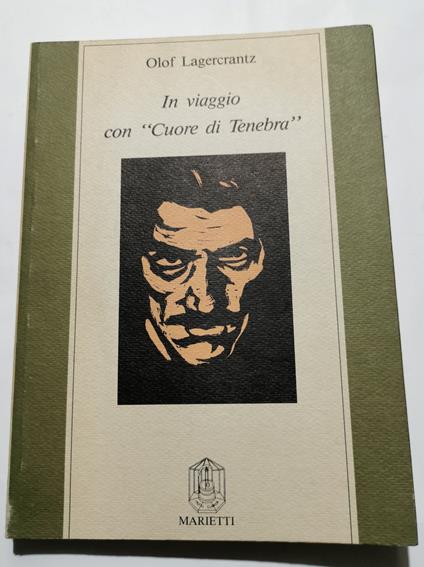 Olof Lagercrantz
In viaggio
con “Cuore di Tenebra”
MARIETTI